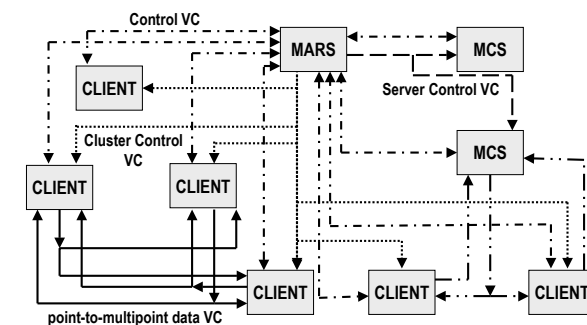 Control VC
MARS
MCS
CLIENT
Server Control VC
Cluster Control
VC
MCS
CLIENT
CLIENT
CLIENT
CLIENT
CLIENT
point-to-multipoint data VC